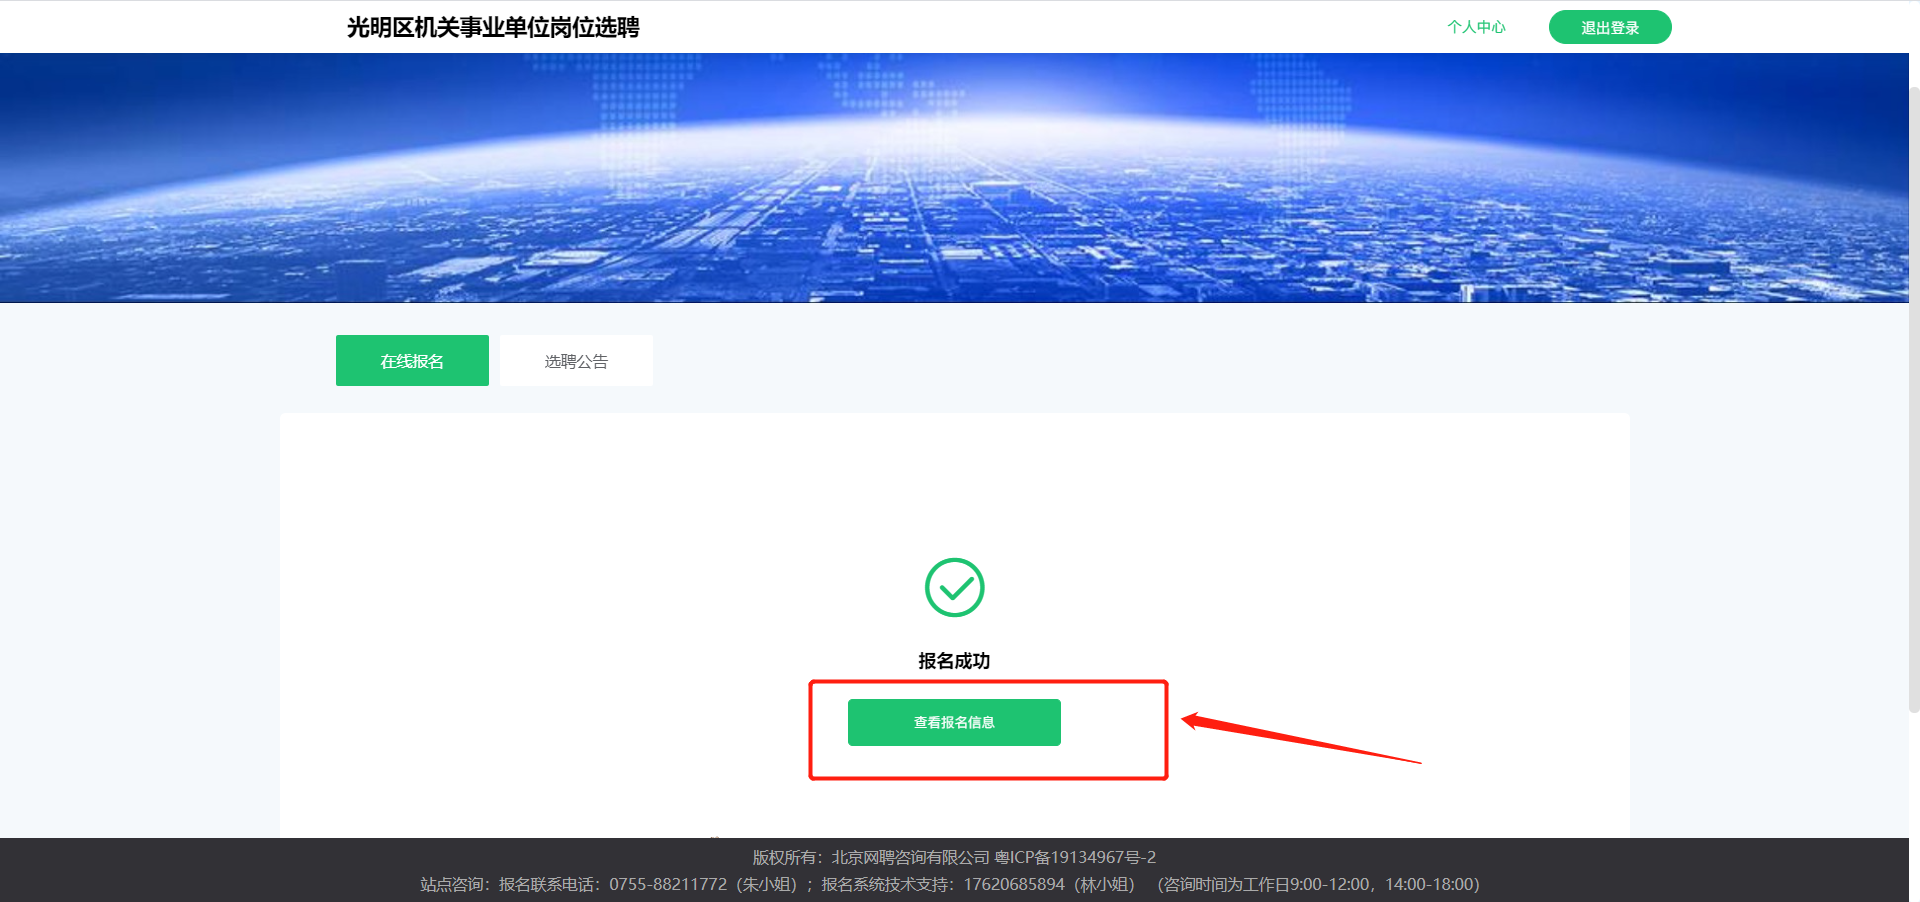 光明区机关事业单位岗位选聘
个人中心
退出登录
在线报名
选聘公告
报名成功
查看报名信息
版权所有：北京网聘咨询有限公司 粤ICP备19134967号-2
站点咨询：报名联系电话：0755-88211772（朱小姐）；报名系统技术支持：17620685894（林小姐） （咨询时间为工作日9:00-12:00，14:00-18:00）